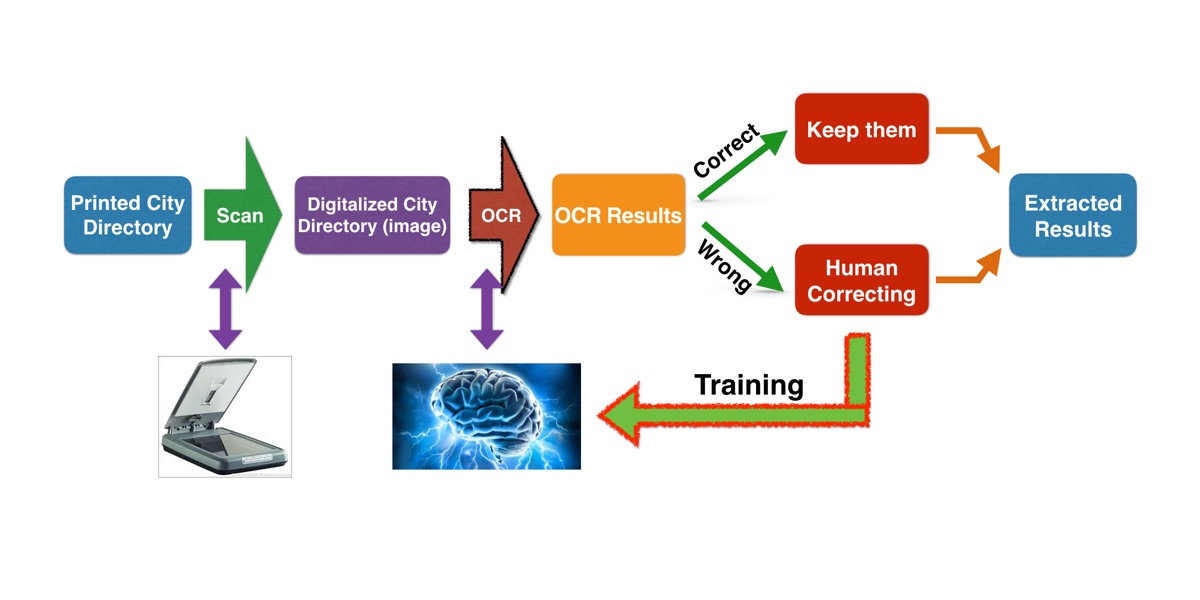 Printed City
Directory
Scan
Digitalized City
Directory (image)
OCR
OCR Results
Correct
Wrong
Keep them
Human
Correcting
Extracted
Results
Training